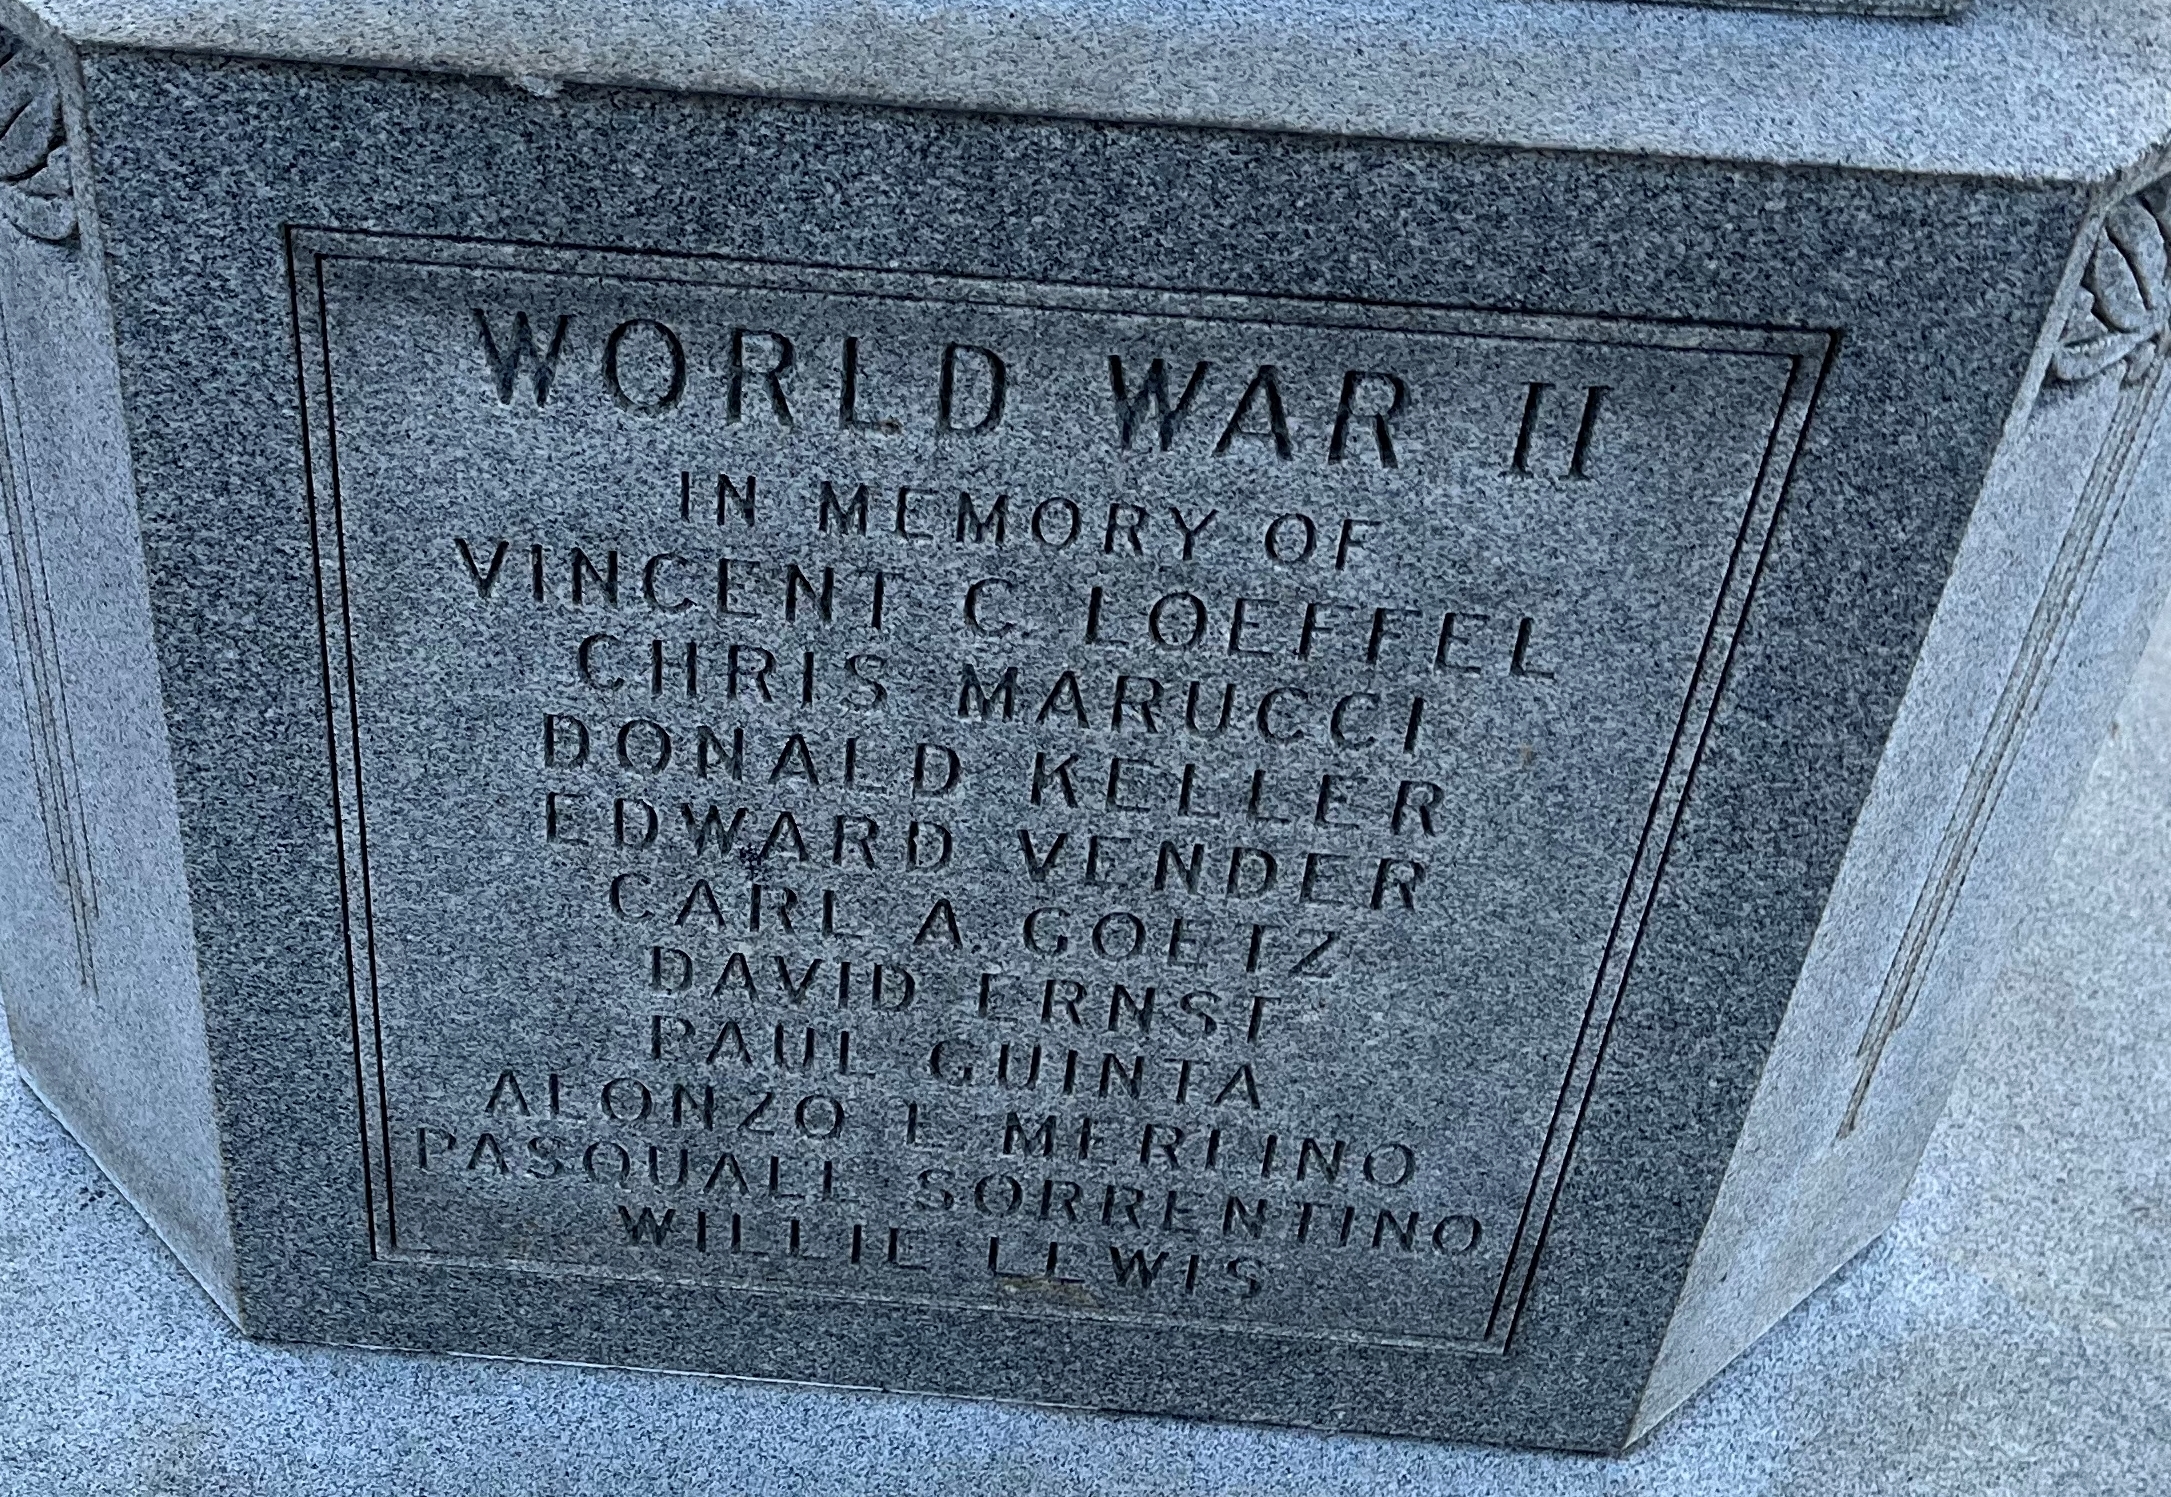 WORLD WAR II
IN MEMORY OF
VINCENT C. LOEFFEL
CHRIS MARUCCI
DONALD KELLER
EDWARD VENDER
CARL A. GOETZ
DAVID ERNST
PAUL GUINTA
ALONZO L. MERLINO
PASQUALE SORRENTINO
WILLIE LEWIS